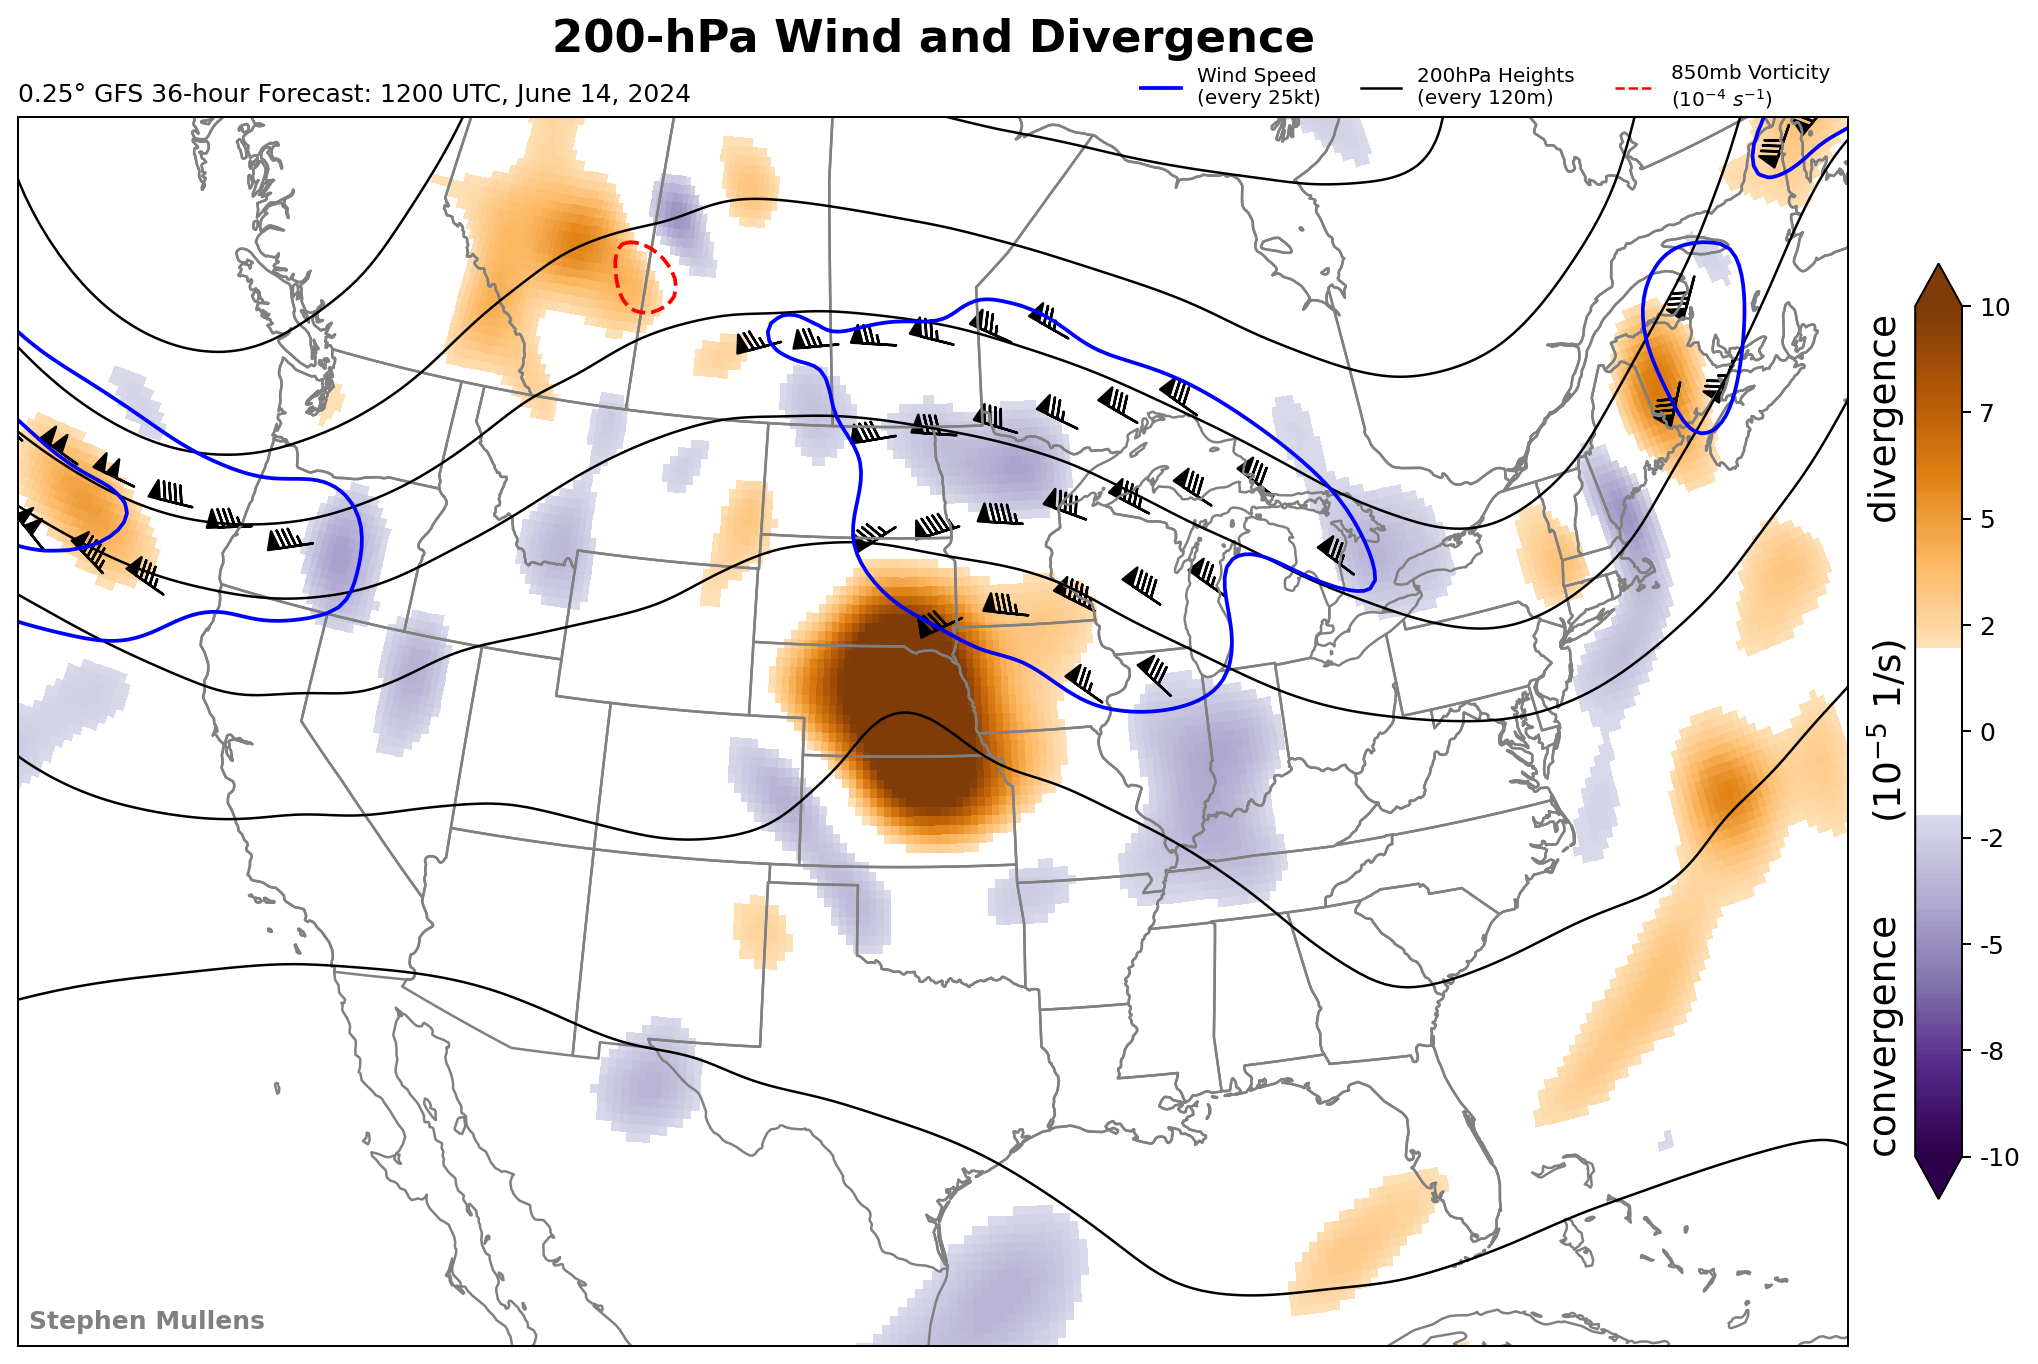 200-hPa Wind and Divergence
0.25° GFS 36-hour Forecast: 1200 UTC, June 14, 2024
Wind Speed
(every 25kt)
200hPa Heights
(every 120m)
850mb Vorticity
(10⁻⁴ s⁻¹)
10
7
5
2
0
-2
-5
-8
-10
convergence (10⁻⁵ 1/s) divergence
Stephen Mullens